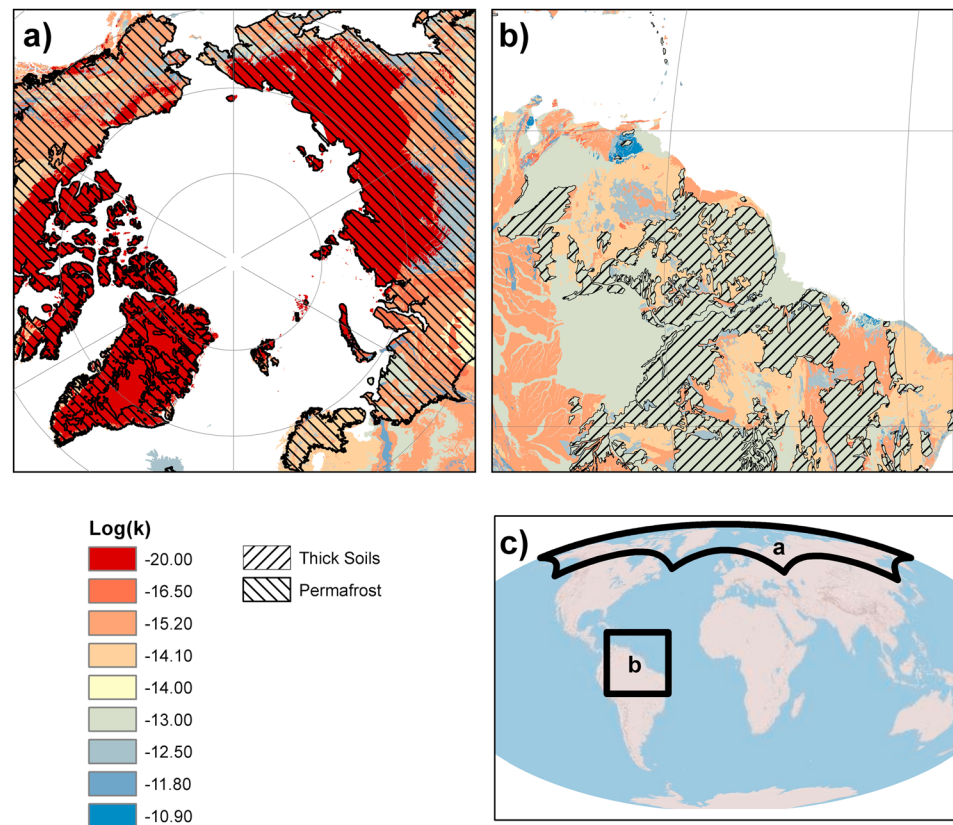 a)
b)
Log(k)
-20.00
-16.50
-15.20
-14.10
-14.00
-13.00
-12.50
-11.80
-10.90
Thick Soils
Permafrost
c)
a
b